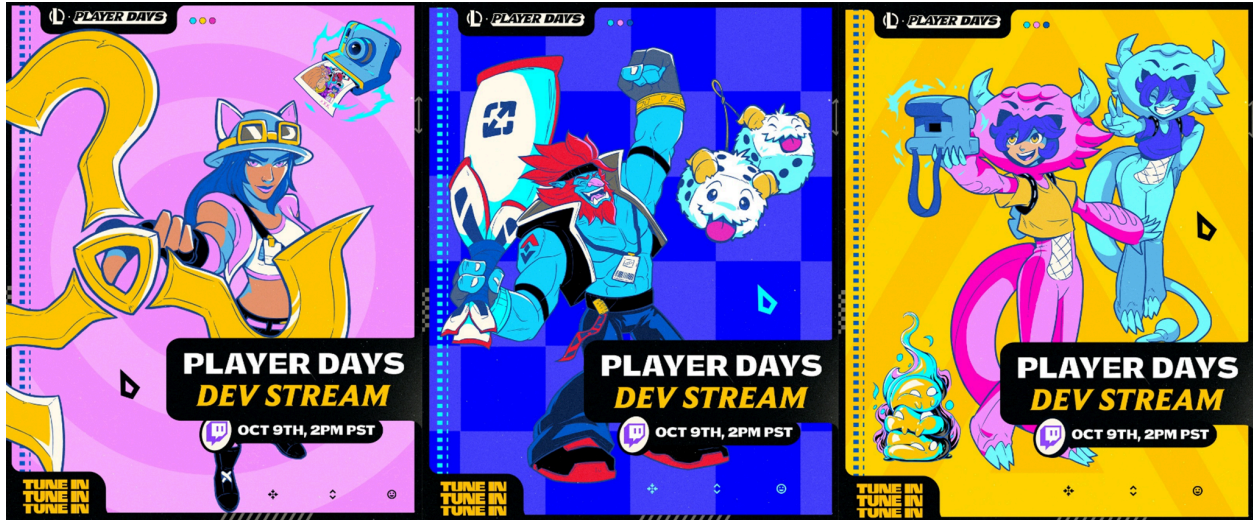 PLAYER DAYS
PLAYER DAYS
DEV STREAM
OCT 9TH, 2PM PST
TUNE IN
TUNE IN
TUNE IN
PLAYER DAYS
PLAYER DAYS
DEV STREAM
OCT 9TH, 2PM PST
TUNE IN
TUNE IN
TUNE IN
PLAYER DAYS
PLAYER DAYS
DEV STREAM
OCT 9TH, 2PM PST
TUNE IN
TUNE IN
TUNE IN